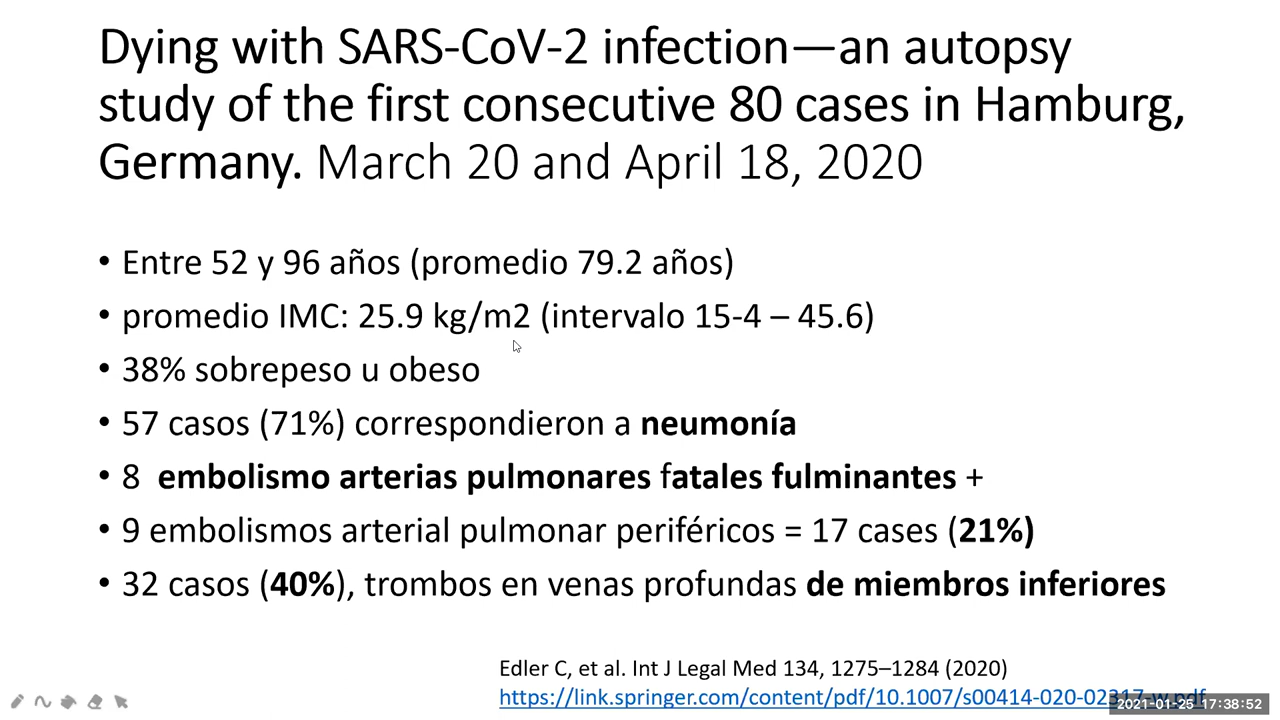 Dying with SARS-CoV-2 infection—an autopsy
study of the first consecutive 80 cases in Hamburg,
Germany. March 20 and April 18, 2020
• Entre 52 y 96 años (promedio 79.2 años)
• promedio IMC: 25.9 kg/m2 (intervalo 15-4 – 45.6)
• 38% sobrepeso u obeso
• 57 casos (71%) correspondieron a neumonía
• 8 embolismo arterias pulmonares fatales fulminantes +
• 9 embolismos arterial pulmonar periféricos = 17 cases (21%)
• 32 casos (40%), trombos en venas profundas de miembros inferiores
Edler C, et al. Int J Legal Med 134, 1275–1284 (2020)
https://link.springer.com/content/pdf/10.1007/s00414-020-02317-w.pdf
2021-01-25 17:38:52